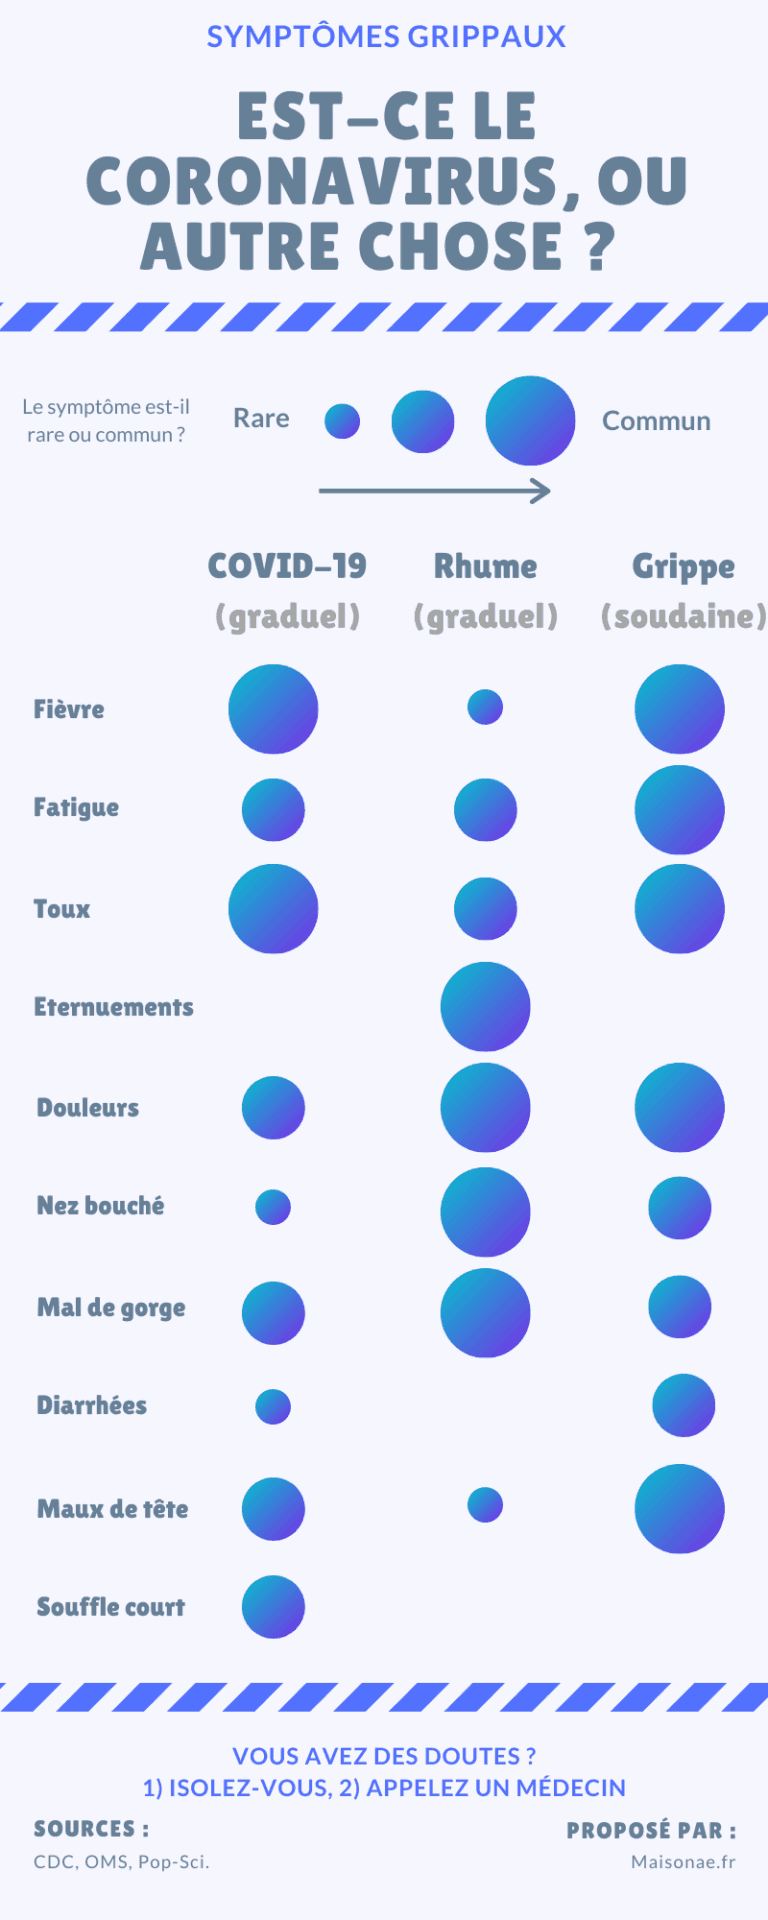 SYMPTÔMES GRIPPAUX
EST-CE LE
CORONAVIRUS, OU
AUTRE CHOSE ?
Le symptôme est-il
rare ou commun ?
Rare
Commun
COVID-19 Rhume Grippe
(graduel) (graduel) (soudaine)
Fièvre
Fatigue
Toux
Eternuements
Douleurs
Nez bouché
Mal de gorge
Diarrhées
Maux de tête
Souffle court
VOUS AVEZ DES DOUTES ?
1) ISOLEZ-VOUS, 2) APPELEZ UN MÉDECIN
SOURCES :
CDC, OMS, Pop-Sci.
PROPOSÉ PAR :
Maisonae.fr